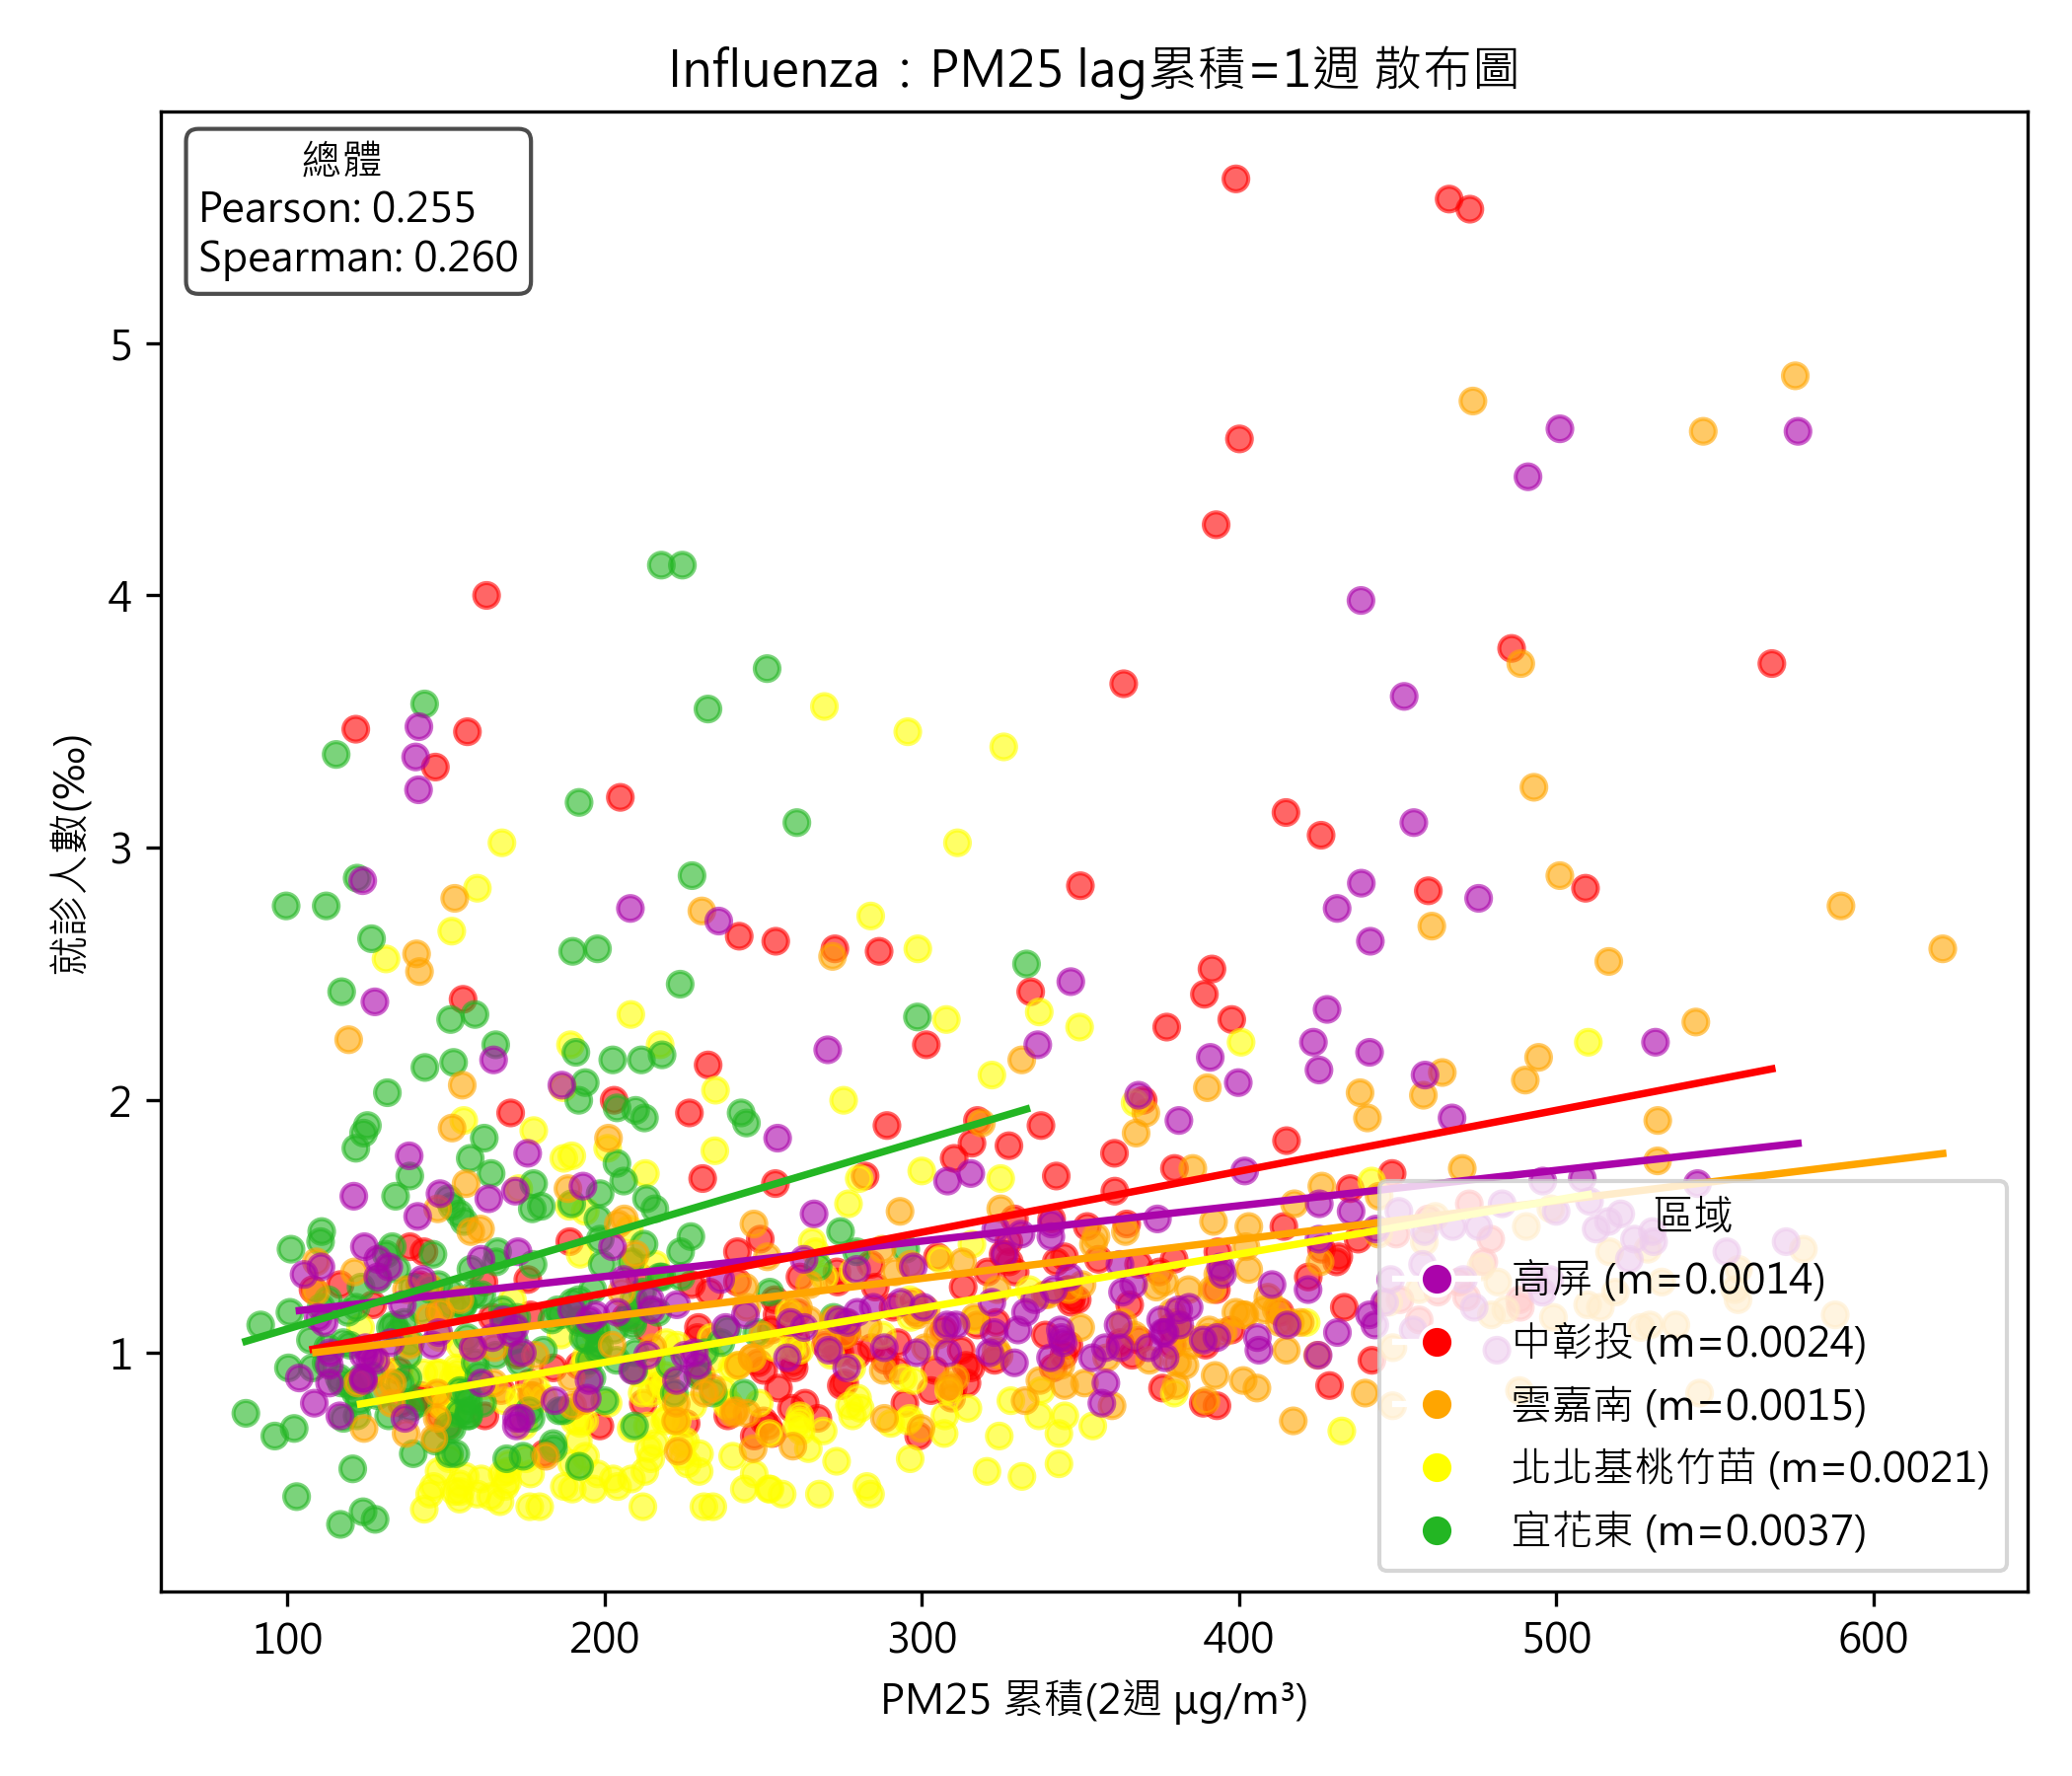 Influenza：PM25 lag累積=1週 散布圖
總體
Pearson: 0.255
Spearman: 0.260
就診人數(‰)
5
4
3
2
1
區域
高屏 (m=0.0014)
中彰投 (m=0.0024)
雲嘉南 (m=0.0015)
北北基桃竹苗 (m=0.0021)
宜花東 (m=0.0037)
100 200 300 400 500 600
PM25 累積(2週 μg/m³)